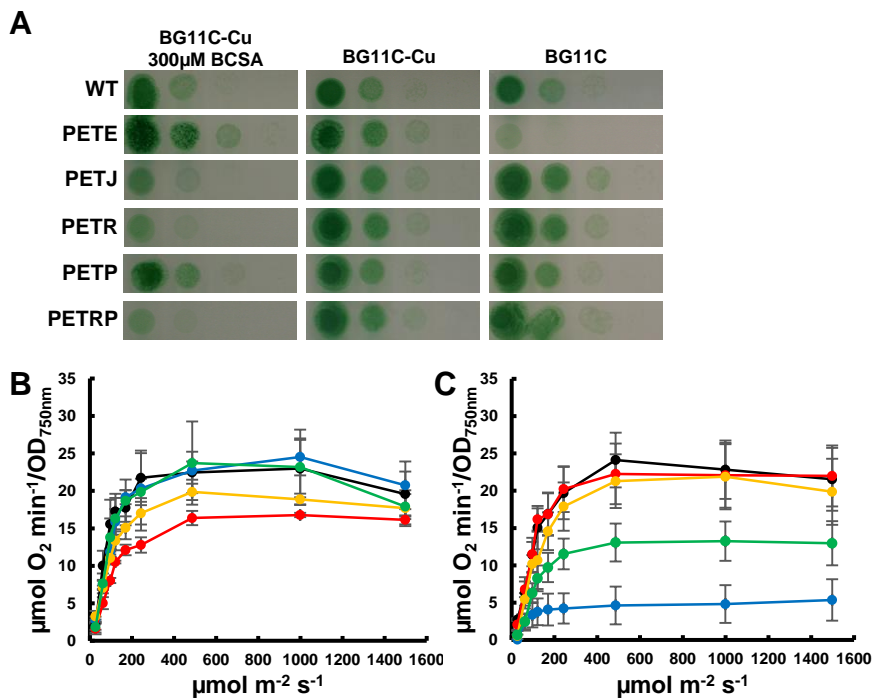 A
BG11C-Cu
300µM BCSA
BG11C-Cu
BG11C
WT
PETE
PETJ
PETR
PETP
PETRP
B
35
30
25
20
15
10
5
0
µmol O2 min-1/OD750nm
0 200 400 600 800 1000 1200 1400 1600
µmol m-2 s-1
C
35
30
25
20
15
10
5
0
µmol O2 min-1/OD750nm
0 200 400 600 800 1000 1200 1400 1600
µmol m-2 s-1